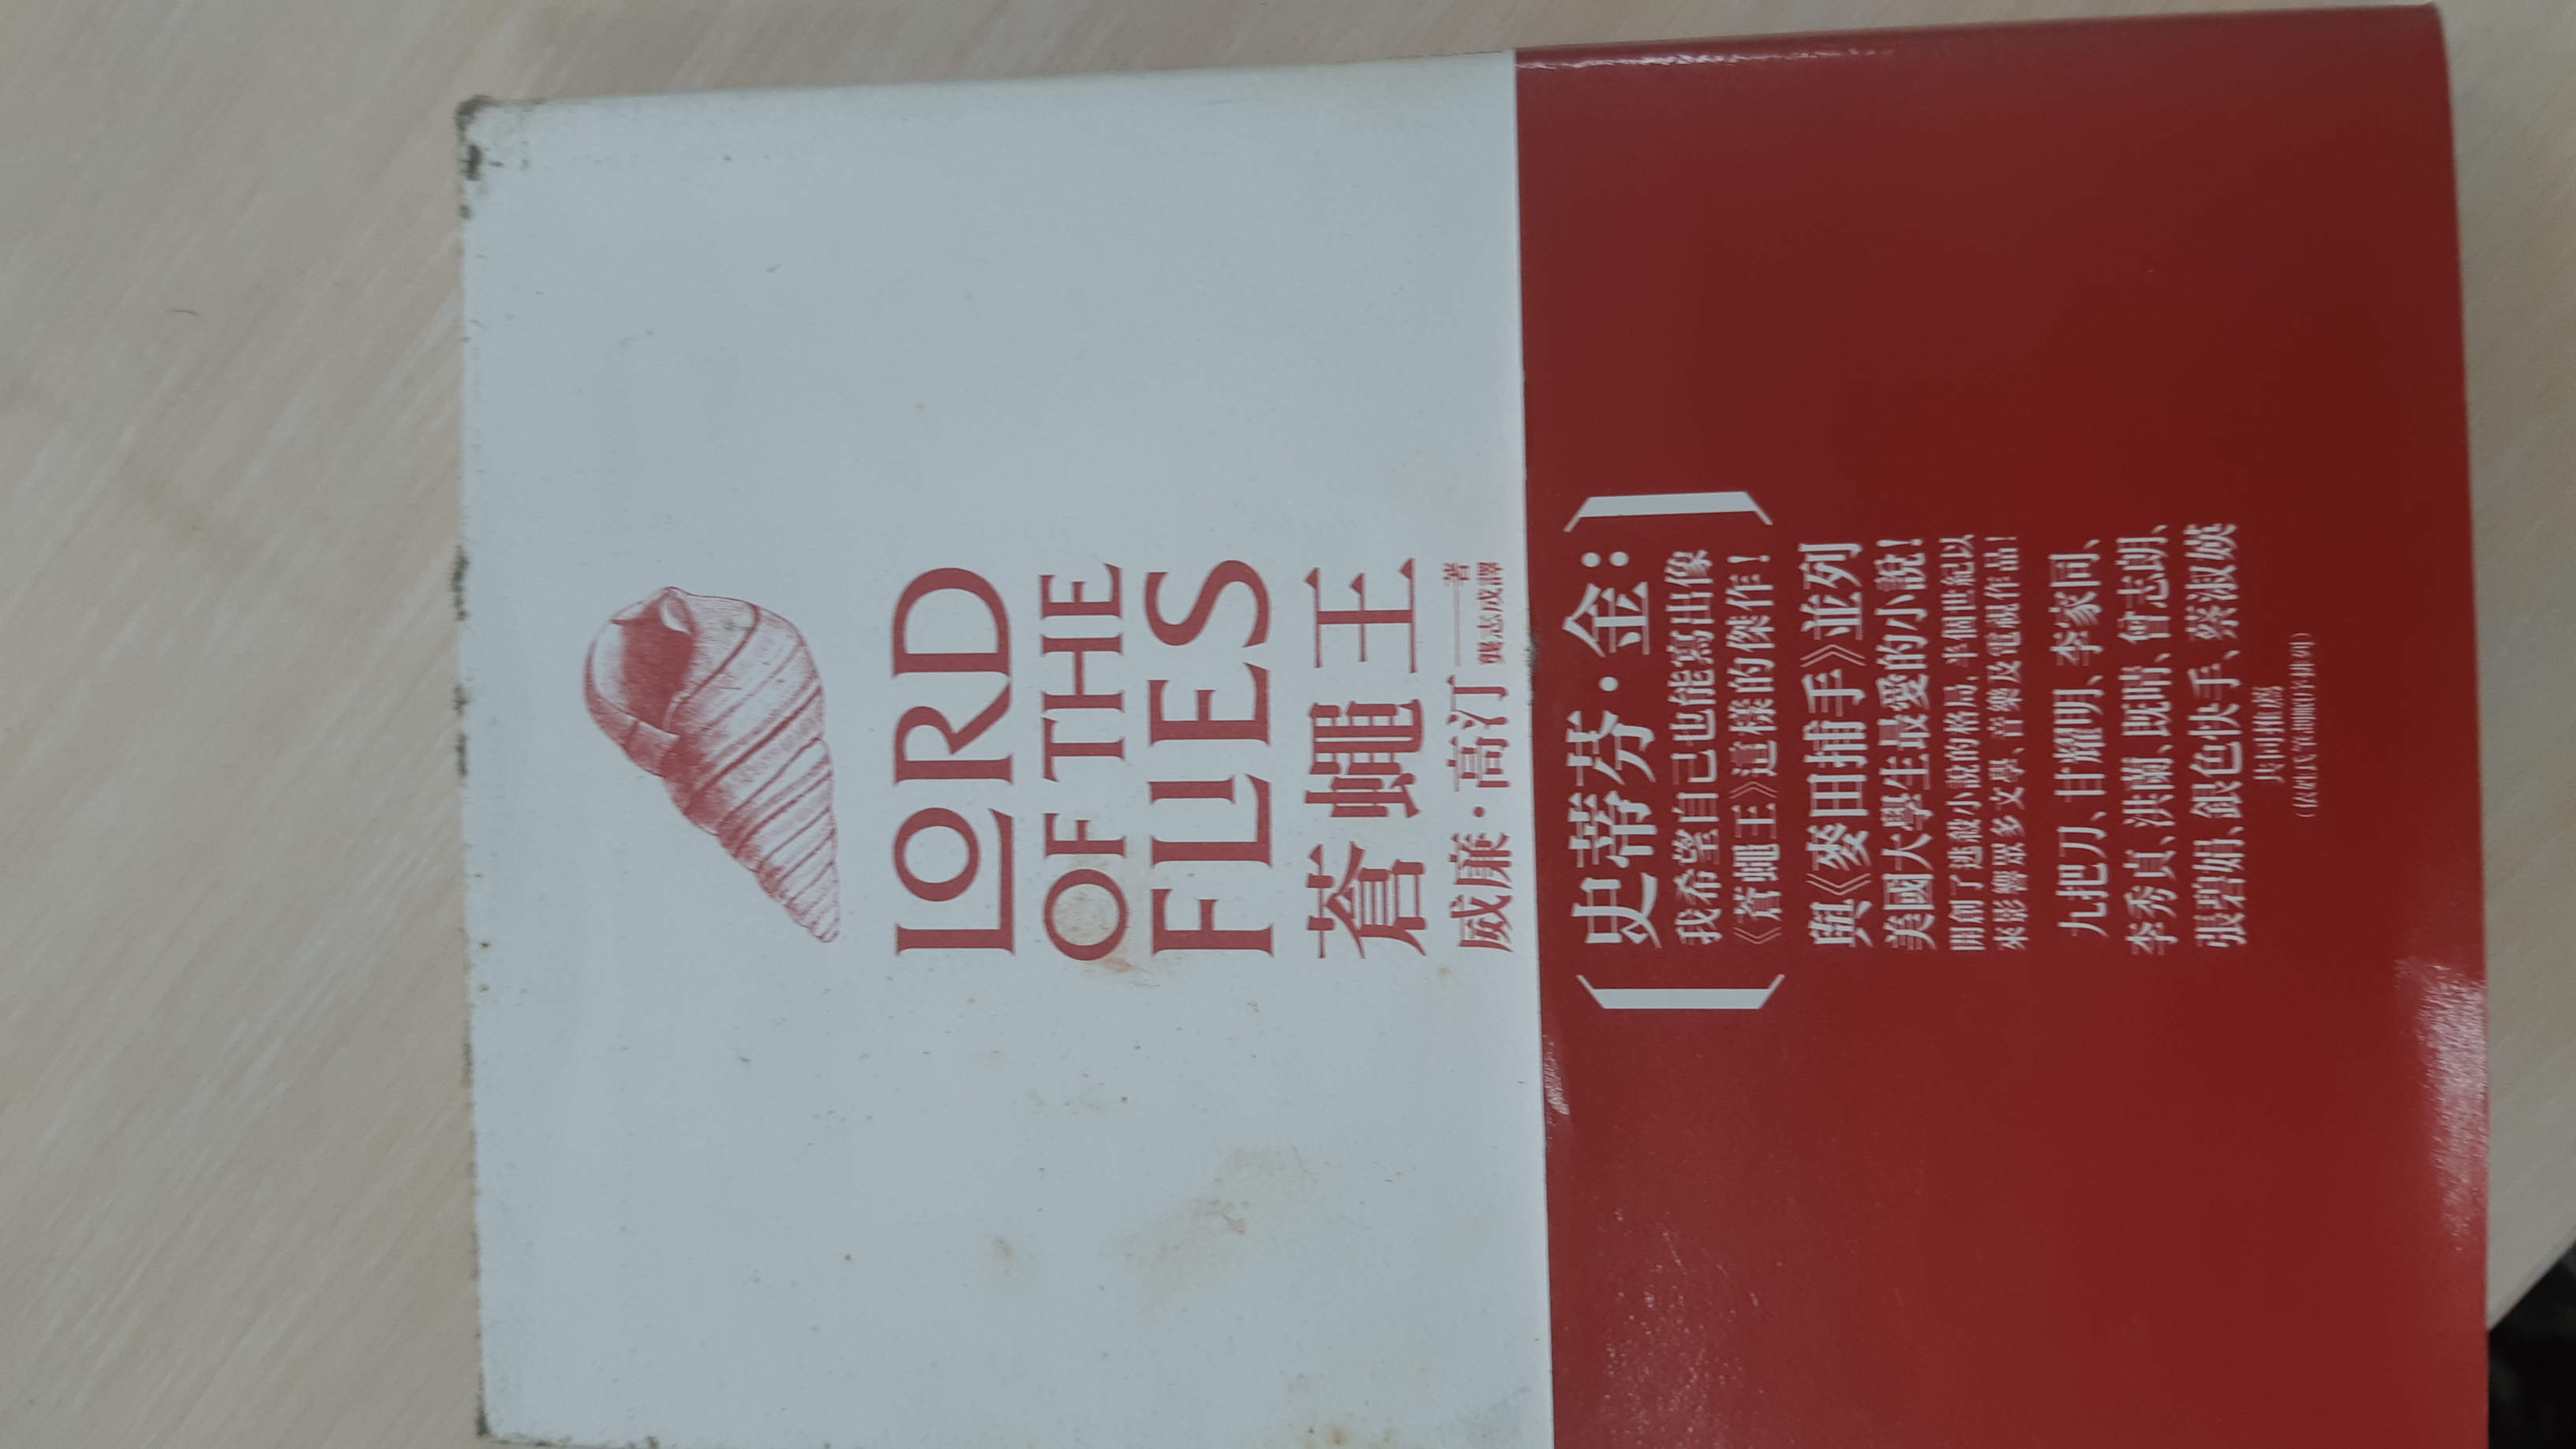 LORD
OF THE
FLIES
蒼蠅王
威廉·高汀 著
龔志成譯
史蒂芬·金：
我希望自己也能寫出像
《蒼蠅王》這樣的傑作！
與《麥田捕手》並列
美國大學生最愛的小說！
開創了逃殺小說的格局，半個世紀以
來影響眾多文學、音樂及電視作品！
九把刀、甘耀明、李家同、
李秀貞、洪蘭、既晴、曾志朗、
張碧娟、銀色快手、蔡淑媖
共同推薦
（依姓氏筆劃順序排列）